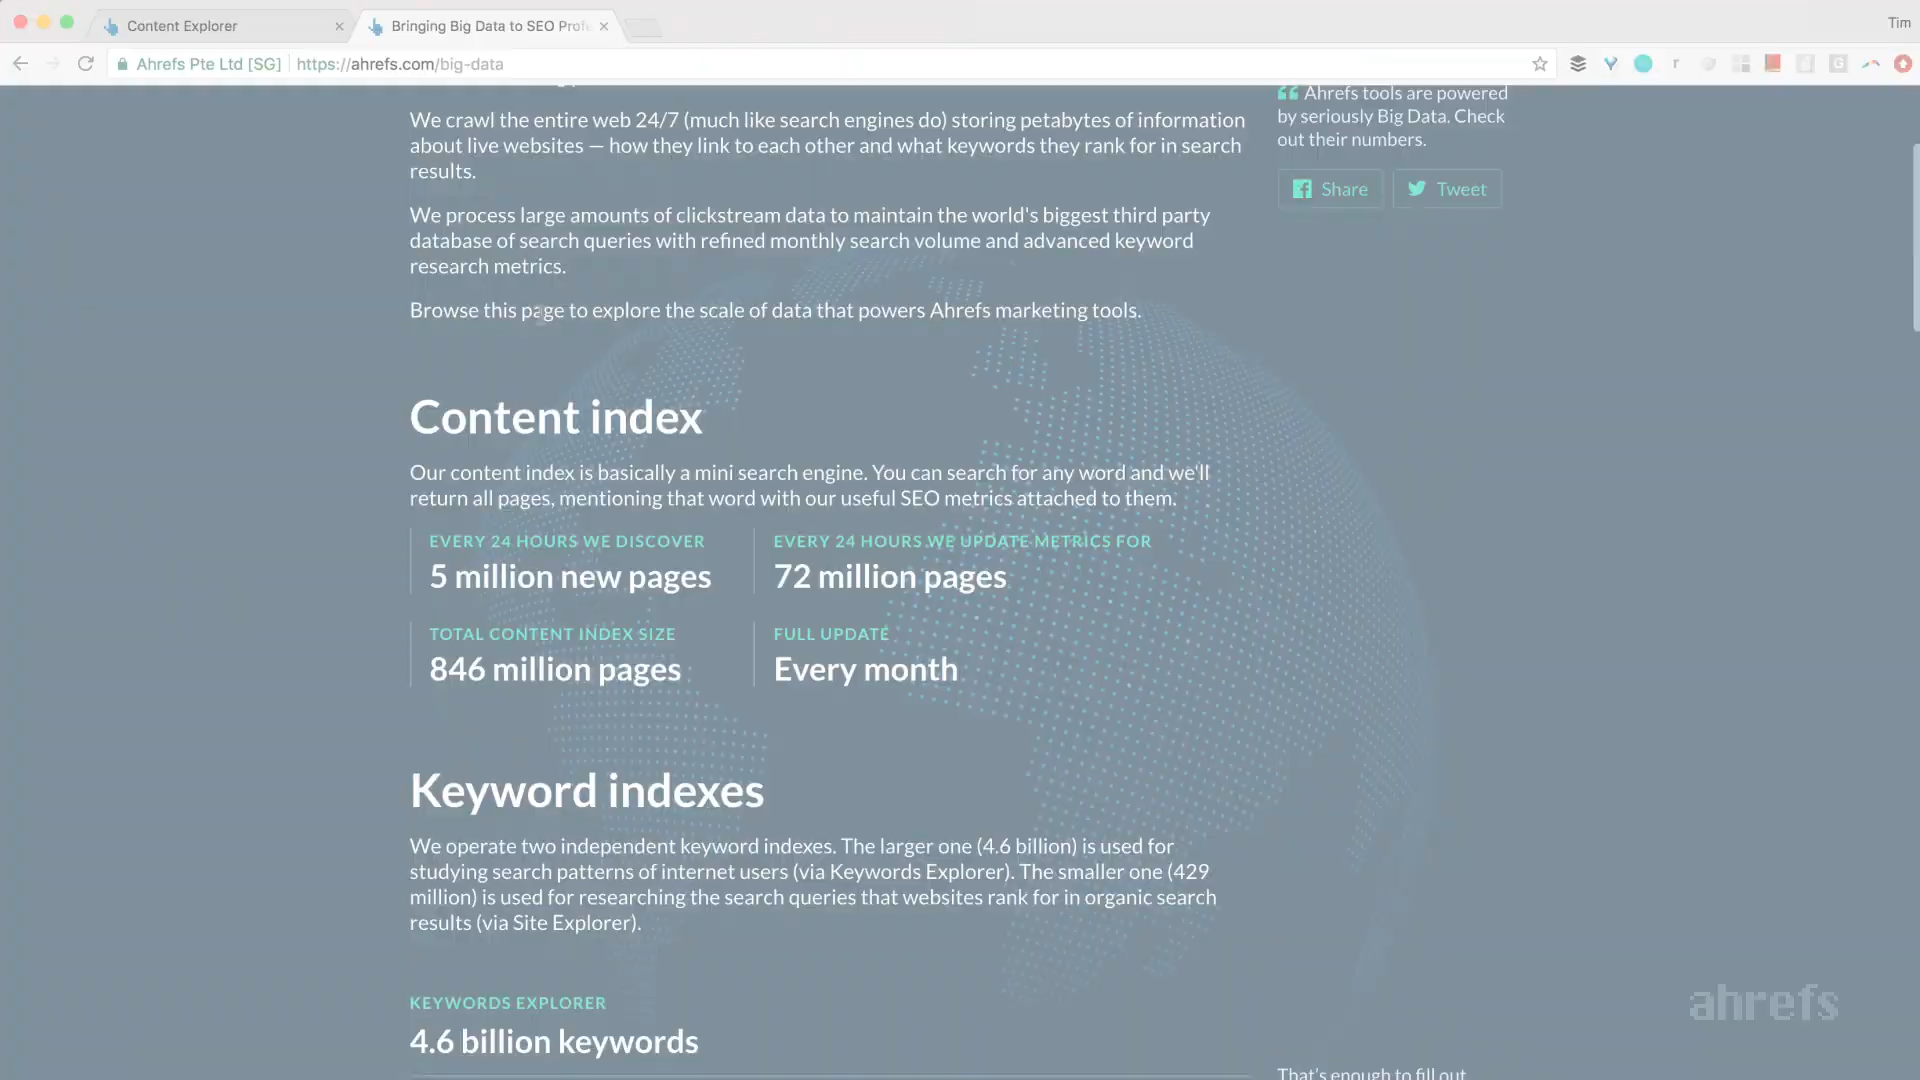 Content Explorer
Bringing Big Data to SEO Prof
Tim
Ahrefs Pte Ltd [SG]
https://ahrefs.com/big-data
We crawl the entire web 24/7 (much like search engines do) storing petabytes of information
about live websites — how they link to each other and what keywords they rank for in search
results.
We process large amounts of clickstream data to maintain the world's biggest third party
database of search queries with refined monthly search volume and advanced keyword
research metrics.
Browse this page to explore the scale of data that powers Ahrefs marketing tools.
Ahrefs tools are powered
by seriously Big Data. Check
out their numbers.
Share
Tweet
Content index
Our content index is basically a mini search engine. You can search for any word and we'll
return all pages, mentioning that word with our useful SEO metrics attached to them.
EVERY 24 HOURS WE DISCOVER
5 million new pages
EVERY 24 HOURS WE UPDATE METRICS FOR
72 million pages
TOTAL CONTENT INDEX SIZE
846 million pages
FULL UPDATE
Every month
Keyword indexes
We operate two independent keyword indexes. The larger one (4.6 billion) is used for
studying search patterns of internet users (via Keywords Explorer). The smaller one (429
million) is used for researching the search queries that websites rank for in organic search
results (via Site Explorer).
KEYWORDS EXPLORER
4.6 billion keywords
That's enough to fill out
ahrefs